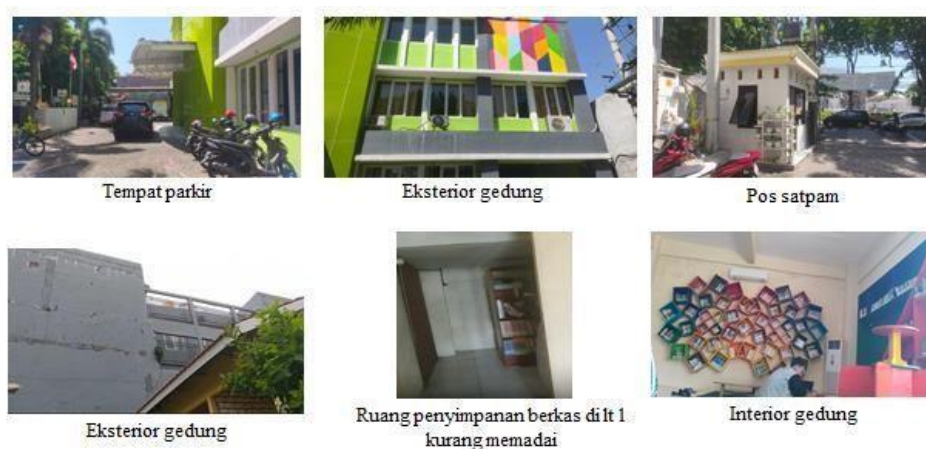 Tempat parkir
Eksterior gedung
Pos satpam
Eksterior gedung
Ruang penyimpanan berkas di lt 1
kurang memadai
Interior gedung